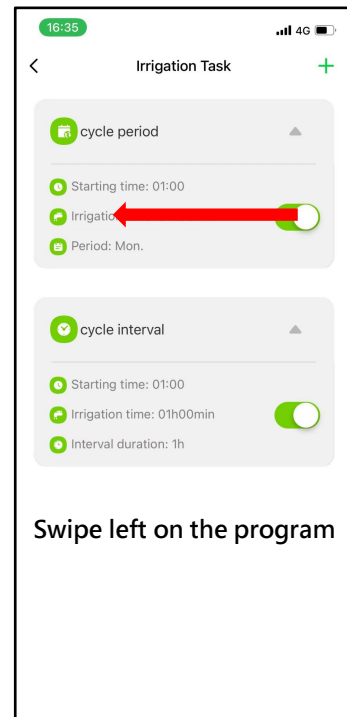 16:35
4G
Irrigation Task
cycle period
Starting time: 01:00
Irrigation
Period: Mon.
cycle interval
Starting time: 01:00
Irrigation time: 01h00min
Interval duration: 1h
Swipe left on the program